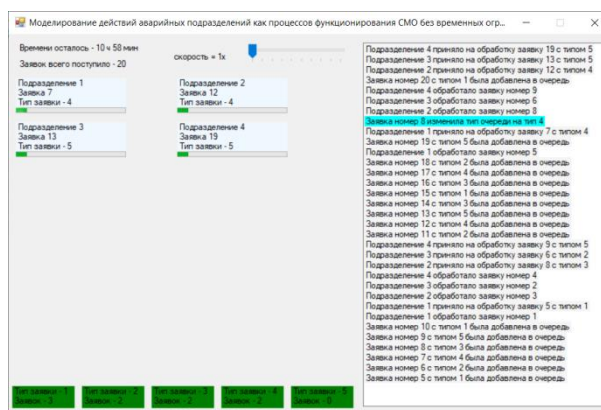 Моделирование действий аварийных подразделений как процессов функционирования СМО без временных огр...
Времени осталось - 10 ч 58 мин
Заявок всего поступило - 20
скорость = 1x
Подразделение 1
Заявка 7
Тип заявки - 4
Подразделение 2
Заявка 12
Тип заявки - 4
Подразделение 3
Заявка 13
Тип заявки - 5
Подразделение 4
Заявка 19
Тип заявки - 5
Подразделение 4 приняло на обработку заявку 19 с типом 5
Подразделение 3 приняло на обработку заявку 13 с типом 5
Подразделение 2 приняло на обработку заявку 12 с типом 4
Заявка номер 20 с типом 1 была добавлена в очередь
Подразделение 4 обработало заявку номер 9
Подразделение 3 обработало заявку номер 6
Подразделение 2 обработало заявку номер 8
Заявка номер 8 изменила тип очереди на тип 4
Подразделение 1 приняло на обработку заявку 7 с типом 4
Заявка номер 19 с типом 5 была добавлена в очередь
Подразделение 1 обработало заявку номер 5
Заявка номер 18 с типом 2 была добавлена в очередь
Заявка номер 17 с типом 4 была добавлена в очередь
Заявка номер 16 с типом 3 была добавлена в очередь
Заявка номер 15 с типом 1 была добавлена в очередь
Заявка номер 14 с типом 3 была добавлена в очередь
Заявка номер 13 с типом 5 была добавлена в очередь
Заявка номер 12 с типом 4 была добавлена в очередь
Заявка номер 11 с типом 2 была добавлена в очередь
Подразделение 4 приняло на обработку заявку 9 с типом 5
Подразделение 3 приняло на обработку заявку 6 с типом 2
Подразделение 2 приняло на обработку заявку 8 с типом 3
Подразделение 4 обработало заявку номер 4
Подразделение 3 обработало заявку номер 2
Подразделение 2 обработало заявку номер 3
Подразделение 1 приняло на обработку заявку 5 с типом 1
Подразделение 1 обработало заявку номер 1
Заявка номер 10 с типом 1 была добавлена в очередь
Заявка номер 9 с типом 5 была добавлена в очередь
Заявка номер 8 с типом 3 была добавлена в очередь
Заявка номер 7 с типом 4 была добавлена в очередь
Заявка номер 6 с типом 2 была добавлена в очередь
Заявка номер 5 с типом 1 была добавлена в очередь
Тип заявки - 1
Заявок - 3
Тип заявки - 2
Заявок - 2
Тип заявки - 3
Заявок - 2
Тип заявки - 4
Заявок - 2
Тип заявки - 5
Заявок - 0